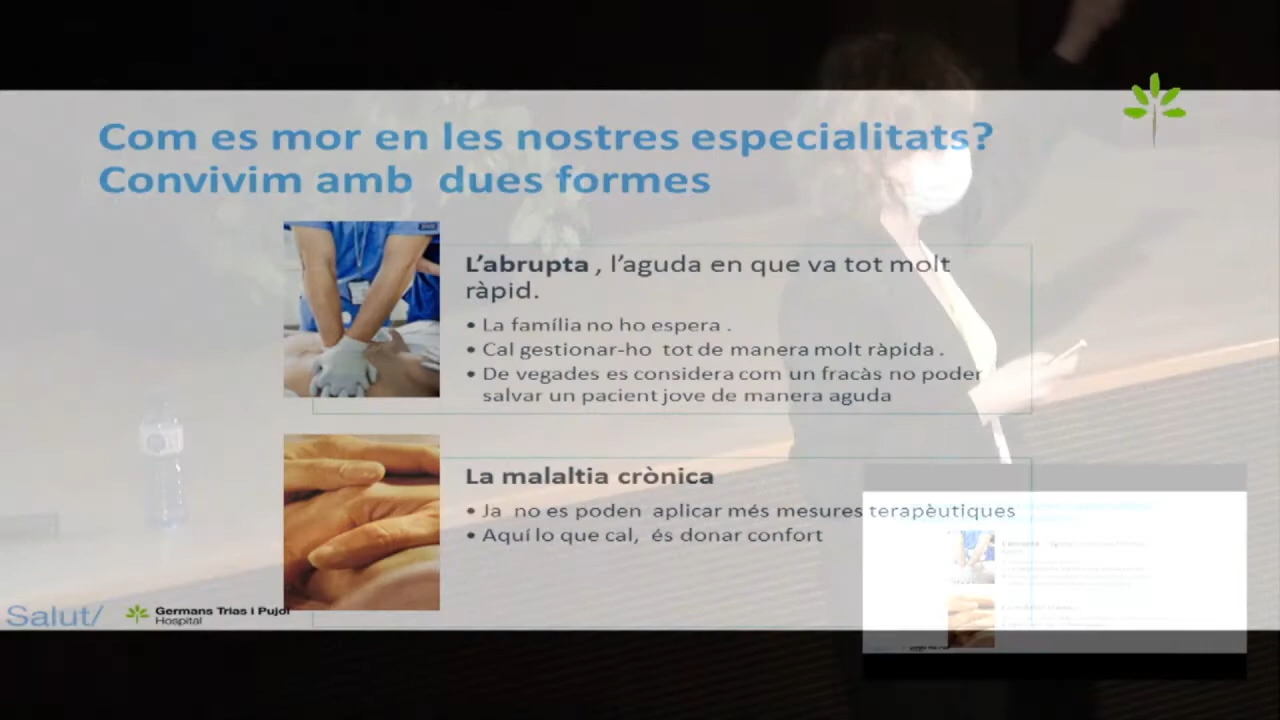 Com es mor en les nostres especialitats?
Convivim amb dues formes
L'abrupta , l'aguda en que va tot molt
ràpid.
• La família no ho espera .
• Cal gestionar-ho tot de manera molt ràpida .
• De vegades es considera com un fracàs no poder
salvar un pacient jove de manera aguda
La malaltia crònica
• Ja no es poden aplicar més mesures terapèutiques
• Aquí lo que cal, és donar confort
Salut/
Germans Trias i Pujol
Hospital